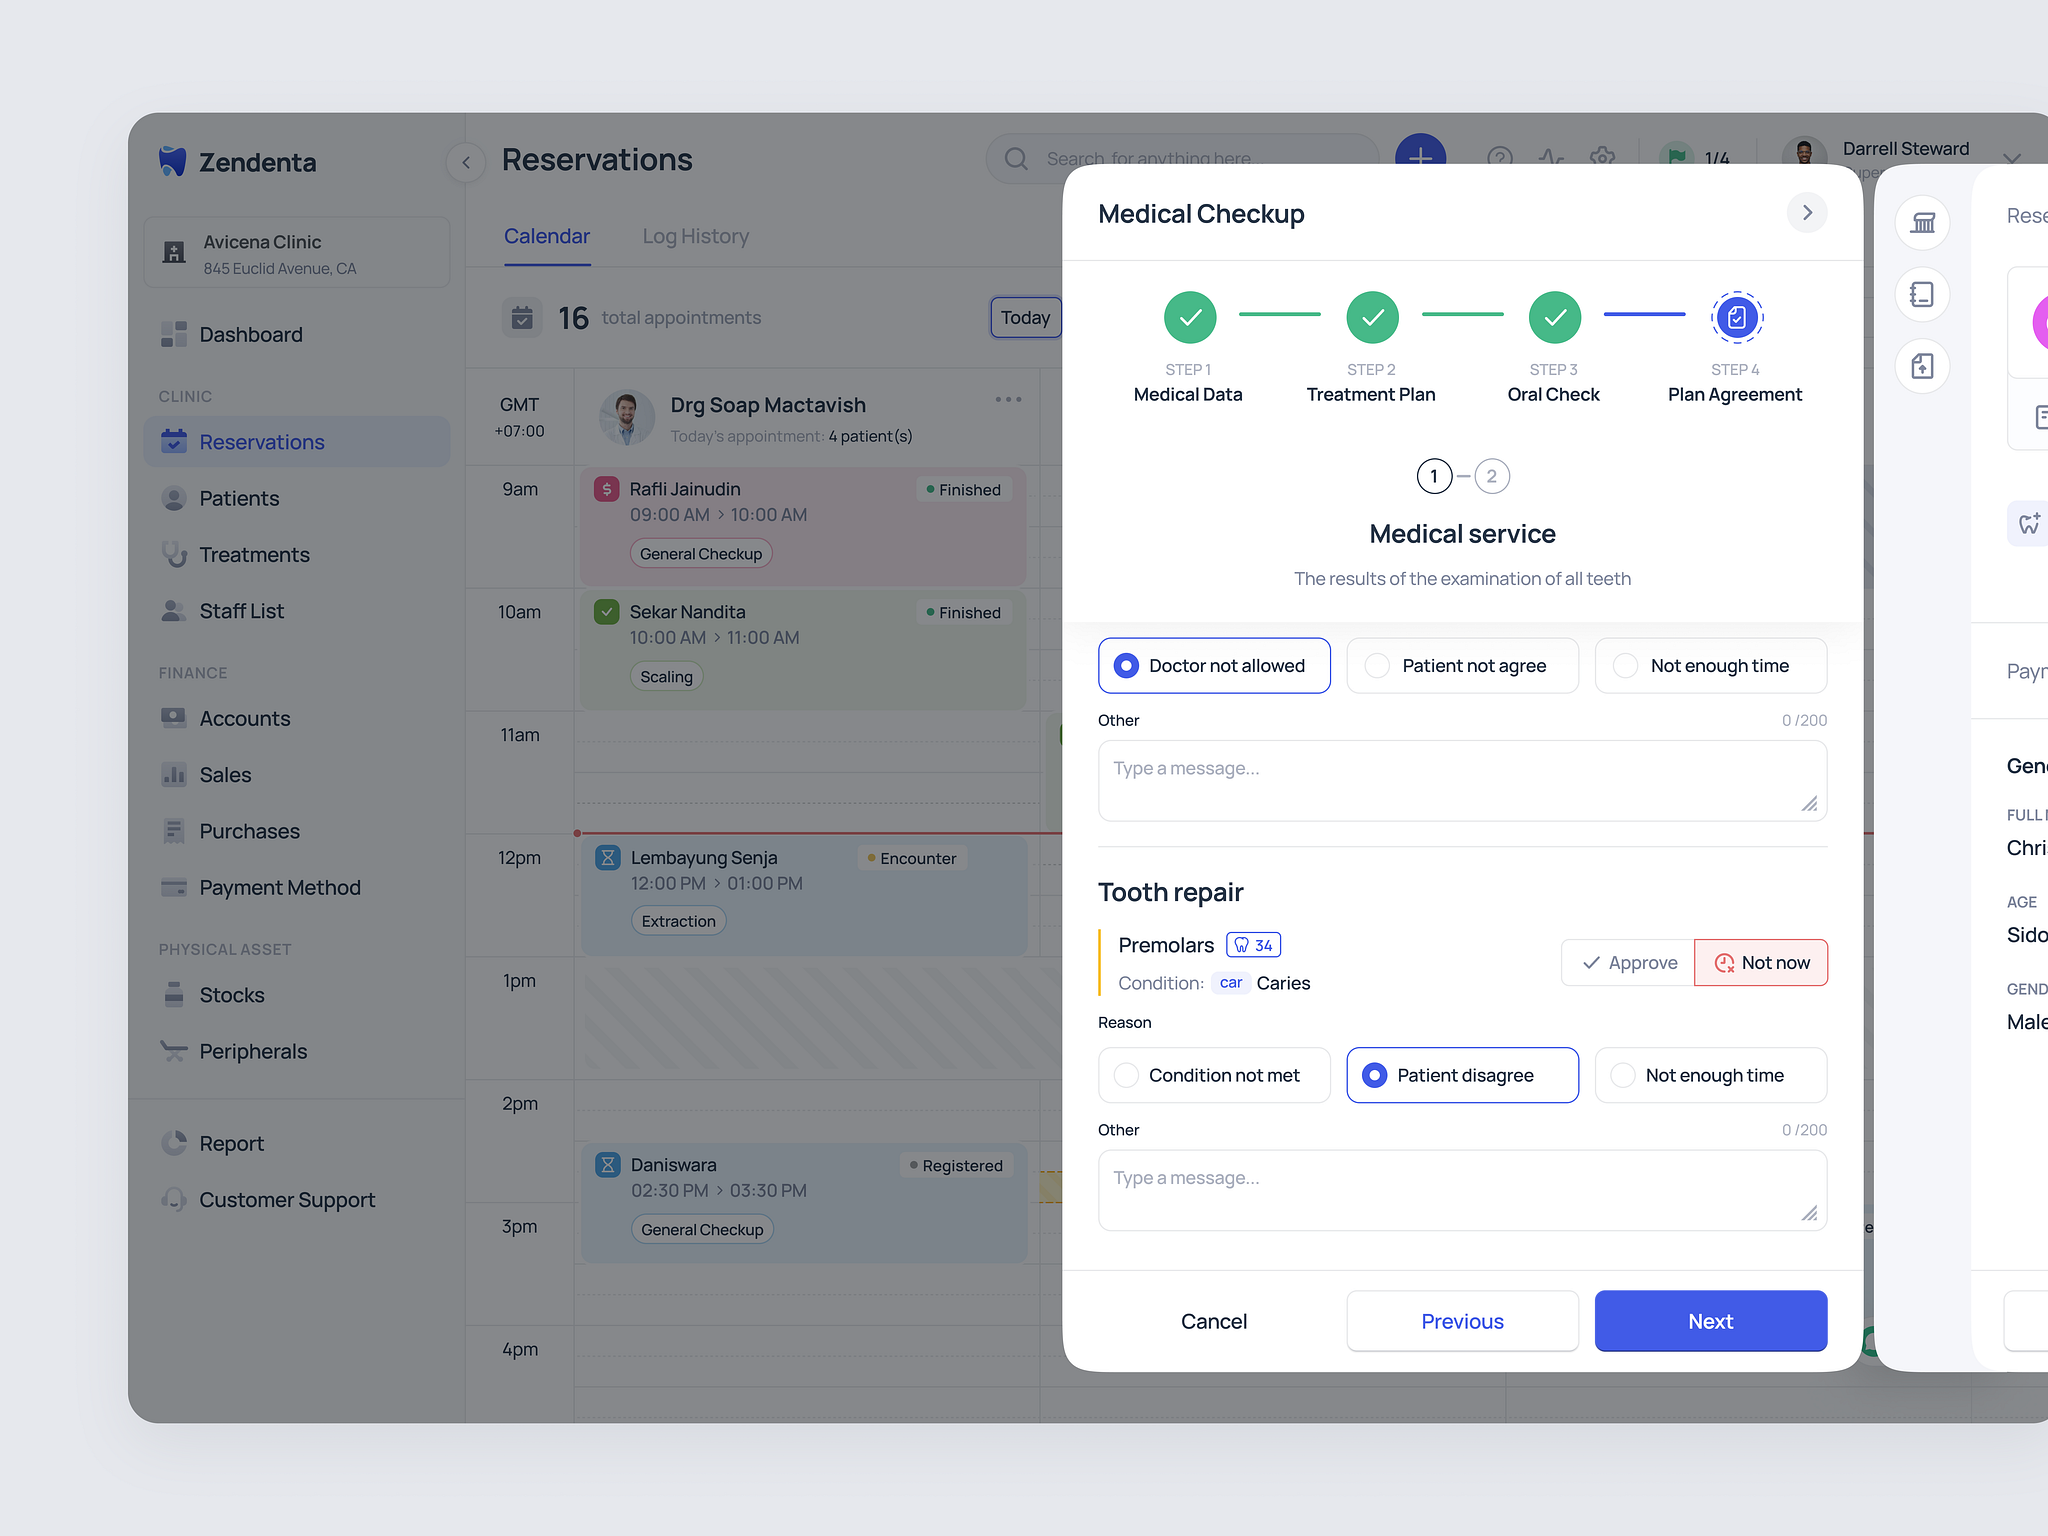 Zendenta
Avicena Clinic
845 Euclid Avenue, CA
Dashboard
CLINIC
Reservations
Patients
Treatments
Staff List
FINANCE
Accounts
Sales
Purchases
Payment Method
PHYSICAL ASSET
Stocks
Peripherals
Report
Customer Support
Reservations
Search for anything here...
1/4
Darrell Steward
Calendar
Log History
16 total appointments
Today
GMT
+07:00
Drg Soap Mactavish
Today's appointment: 4 patient(s)
9am
Rafli Jainudin
Finished
09:00 AM > 10:00 AM
General Checkup
10am
Sekar Nandita
Finished
10:00 AM > 11:00 AM
Scaling
11am
12pm
Lembayung Senja
Encounter
12:00 PM > 01:00 PM
Extraction
1pm
2pm
Daniswara
Registered
02:30 PM > 03:30 PM
General Checkup
3pm
4pm
Medical Checkup
STEP 1
Medical Data
STEP 2
Treatment Plan
STEP 3
Oral Check
STEP 4
Plan Agreement
1 2
Medical service
The results of the examination of all teeth
Doctor not allowed
Patient not agree
Not enough time
Other
0 /200
Type a message...
Tooth repair
Premolars 34
Condition: car Caries
Approve
Not now
Reason
Condition not met
Patient disagree
Not enough time
Other
0 /200
Type a message...
Cancel
Previous
Next
Rese
Payr
Gen
FULL
Chri
AGE
Sido
GEND
Male